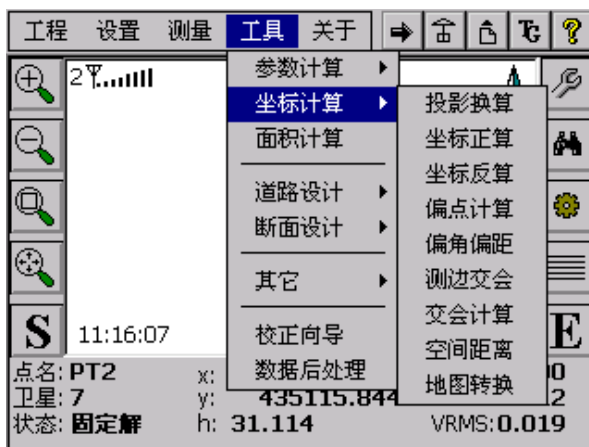 工程 设置 测量 工具 关于 TG ?
2
参数计算
坐标计算
面积计算
道路设计
断面设计
其它
校正向导
数据后处理
投影换算
坐标正算
坐标反算
偏点计算
偏角偏距
测边交会
交会计算
空间距离
地图转换
S 11:16:07 E
点名: PT2 x:
卫星: 7 y: 435115.844
状态: 固定解 h: 31.114 VRMS:0.019